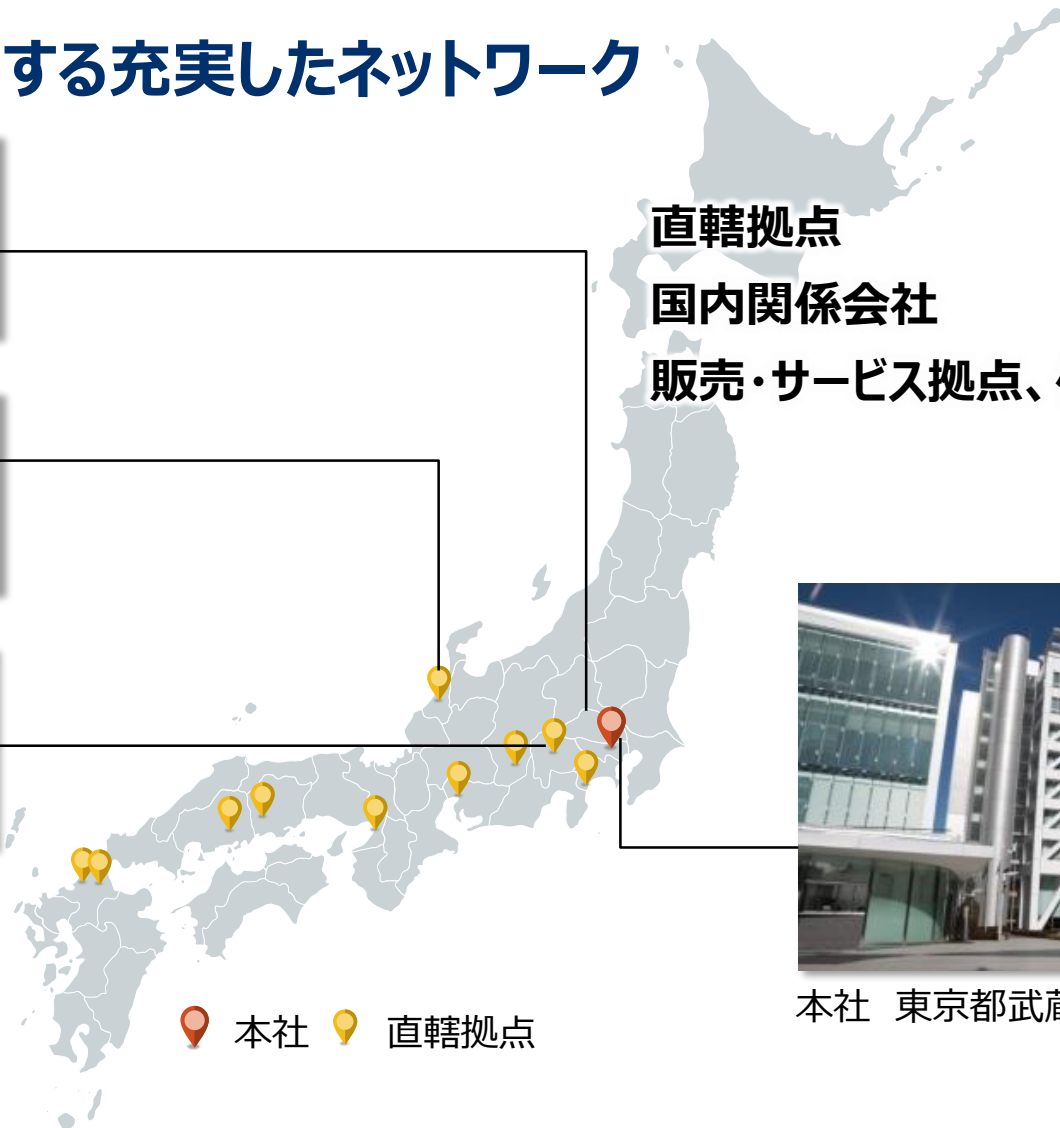 する充実したネットワーク
直轄拠点
国内関係会社
販売・サービス拠点、
本社 東京都武蔵
本社 直轄拠点